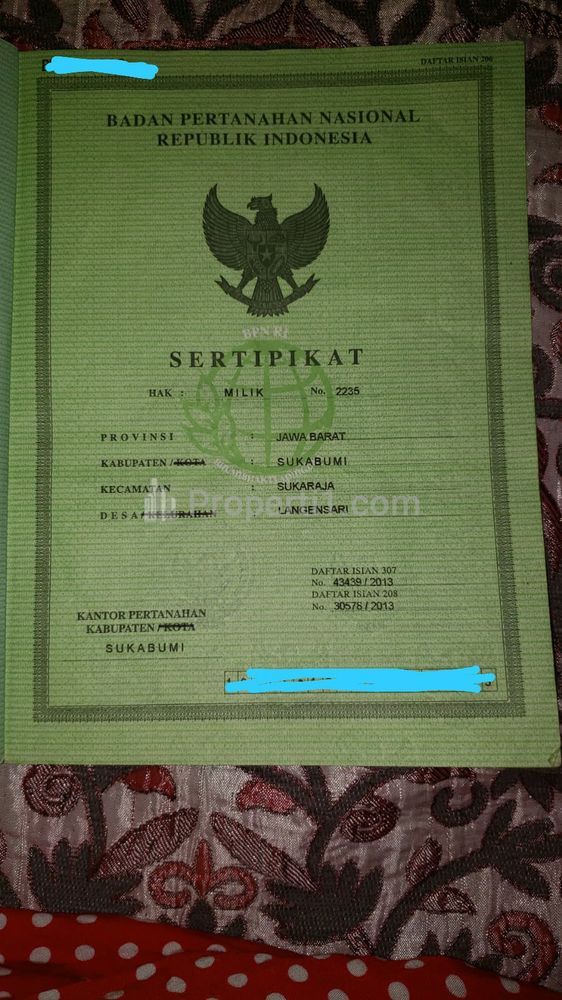 DAFTAR ISIAN 206
BADAN PERTANAHAN NASIONAL
REPUBLIK INDONESIA
BPN RI
SERTIPIKAT
HAK : MILIK No. 2235
PROVINSI : JAWA BARAT
KABUPATEN / KOTA : SUKABUMI
KECAMATAN : SUKARAJA
DESA / KELURAHAN : LANGENSARI
Properti1.com
DAFTAR ISIAN 307
No. 43439 / 2013
DAFTAR ISIAN 208
No. 30578 / 2013
KANTOR PERTANAHAN
KABUPATEN / KOTA
SUKABUMI